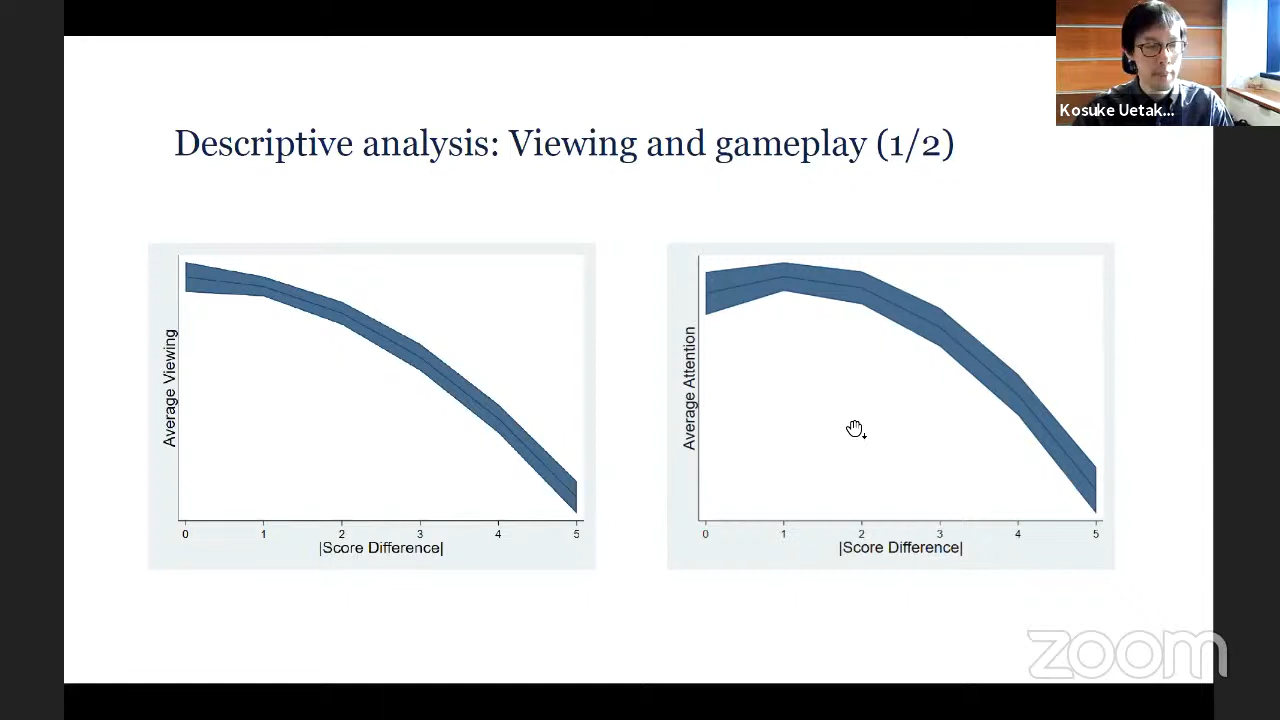 Kosuke Uetak...
Descriptive analysis: Viewing and gameplay (1/2)
Average Viewing
0 1 2 3 4 5
|Score Difference|
Average Attention
0 1 2 3 4 5
|Score Difference|
zoom